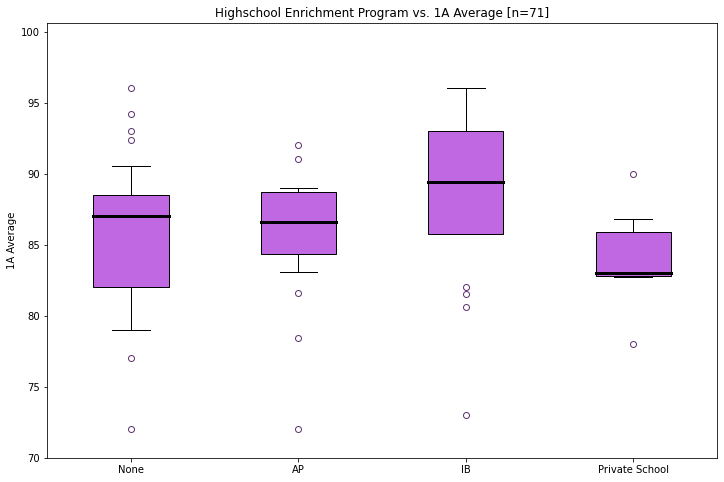 Highschool Enrichment Program vs. 1A Average [n=71]
100
95
90
85
80
75
70
1A Average
None AP IB Private School